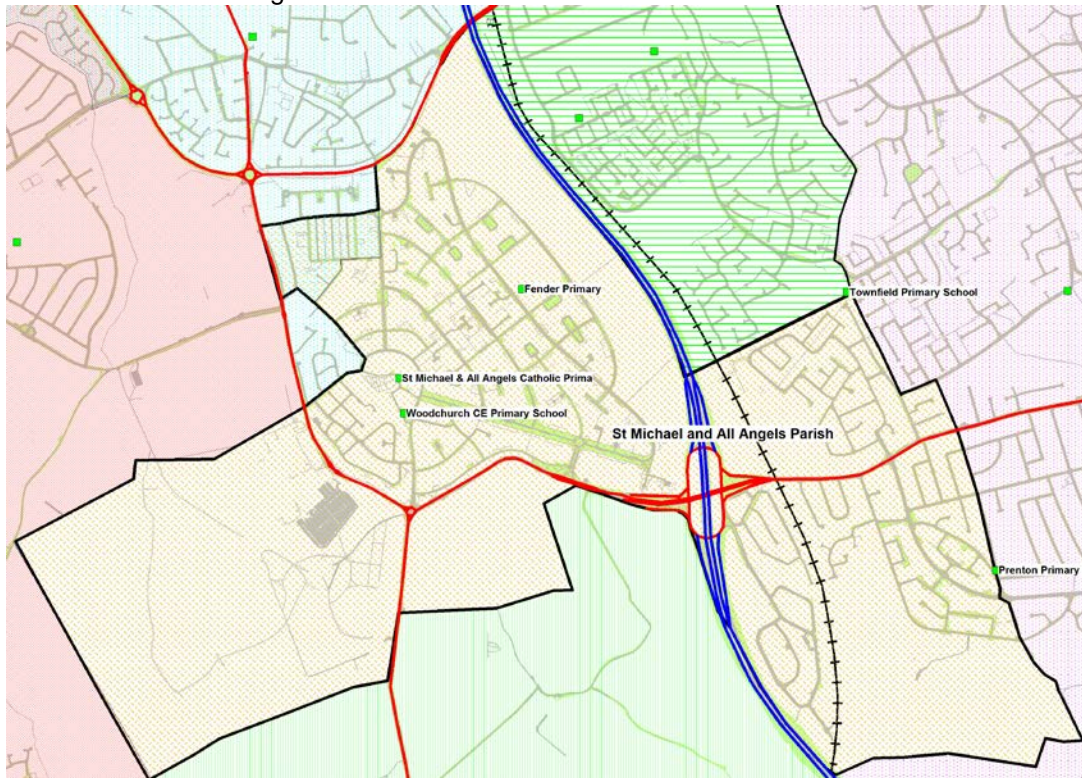 Fender Primary
Townfield Primary School
St Michael & All Angels Catholic Prima
Woodchurch CE Primary School
St Michael and All Angels Parish
Prenton Primary